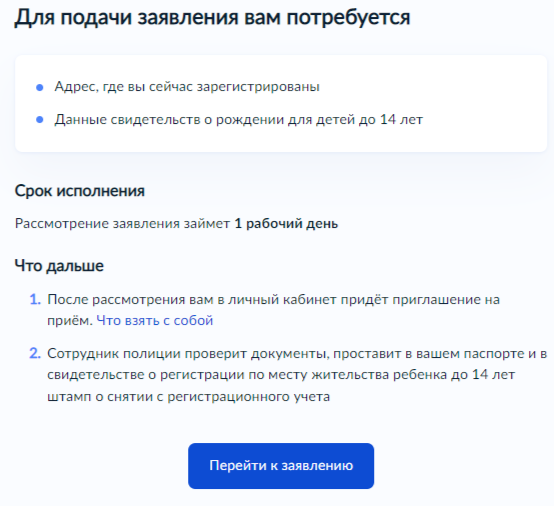 Для подачи заявления вам потребуется
Адрес, где вы сейчас зарегистрированы
Данные свидетельств о рождении для детей до 14 лет
Срок исполнения
Рассмотрение заявления займет 1 рабочий день
Что дальше
1. После рассмотрения вам в личный кабинет придёт приглашение на
приём. Что взять с собой
2. Сотрудник полиции проверит документы, проставит в вашем паспорте и в
свидетельстве о регистрации по месту жительства ребенка до 14 лет
штамп о снятии с регистрационного учета
Перейти к заявлению